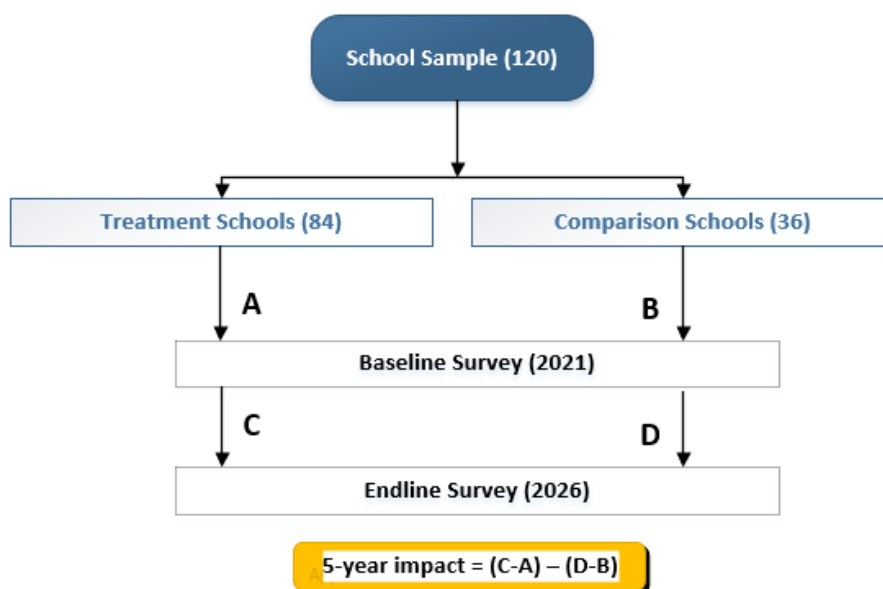 School Sample (120)
Treatment Schools (84)
Comparison Schools (36)
A
B
Baseline Survey (2021)
C
D
Endline Survey (2026)
5-year impact = (C-A) – (D-B)